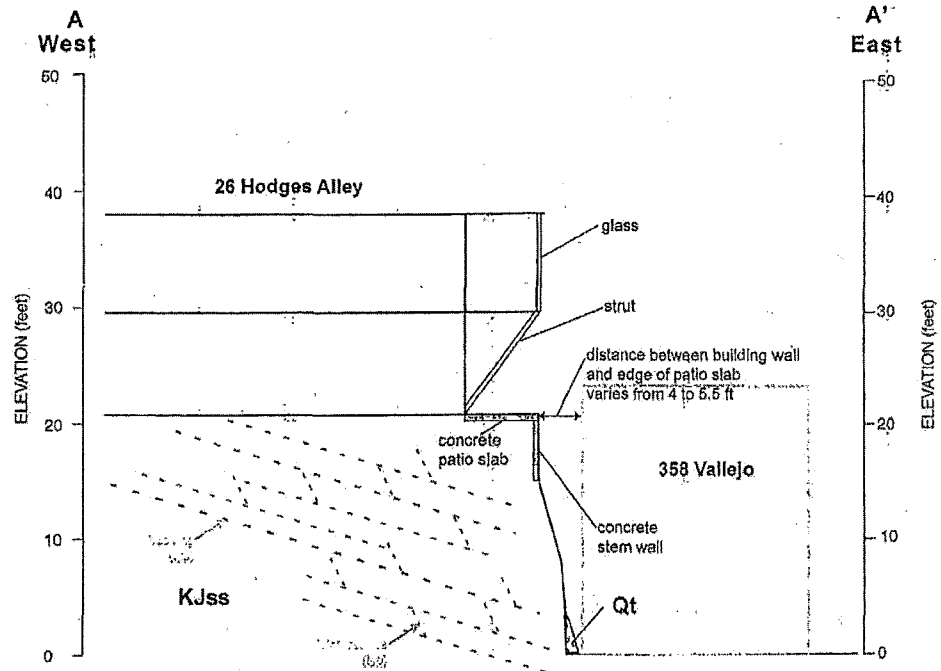 A
West
A'
East
50
50
40
40
30
30
20
20
10
10
0
0
ELEVATION (feet)
ELEVATION (feet)
26 Hodges Alley
glass
strut
distance between building wall
and edge of patio slab
varies from 4 to 5.5 ft
concrete
patio slab
358 Vallejo
concrete
stem wall
KJss
Qt